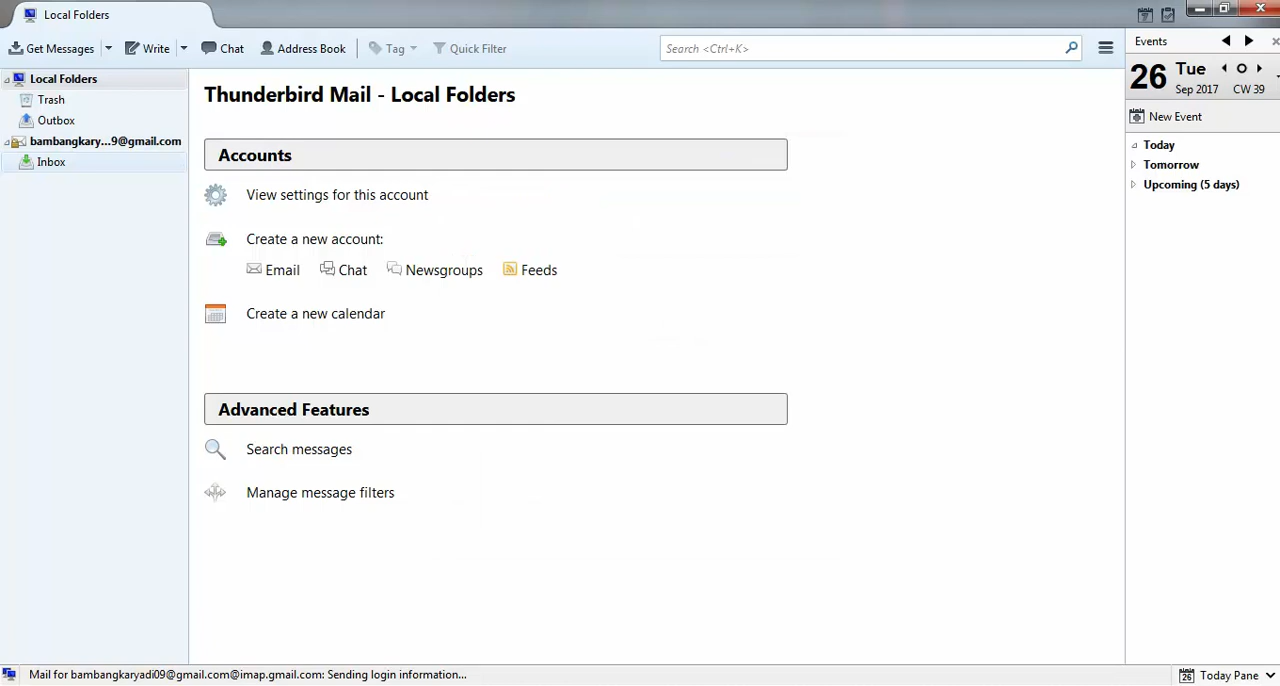 Local Folders
Get Messages Write Chat Address Book Tag Quick Filter Search <Ctrl+K>
Local Folders
Trash
Outbox
bambangkary...9@gmail.com
Inbox
Thunderbird Mail - Local Folders
Accounts
View settings for this account
Create a new account:
Email Chat Newsgroups Feeds
Create a new calendar
Advanced Features
Search messages
Manage message filters
Events
26 Tue
Sep 2017 CW 39
New Event
Today
Tomorrow
Upcoming (5 days)
Mail for bambangkaryadi09@gmail.com@imap.gmail.com: Sending login information...
26 Today Pane